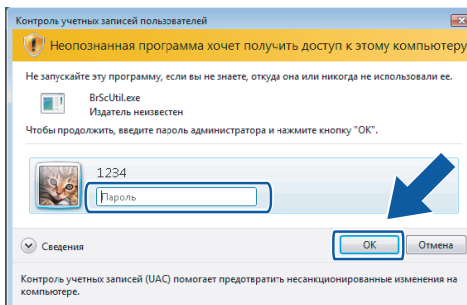 Контроль учетных записей пользователей
Неопознанная программа хочет получить доступ к этому компьютеру
Не запускайте эту программу, если вы не знаете, откуда она или никогда не использовали ее.
BrScUtil.exe
Издатель неизвестен
Чтобы продолжить, введите пароль администратора и нажмите кнопку "ОК".
1234
Пароль
ОК
Отмена
Сведения
Контроль учетных записей (UAC) помогает предотвратить несанкционированные изменения на
компьютере.